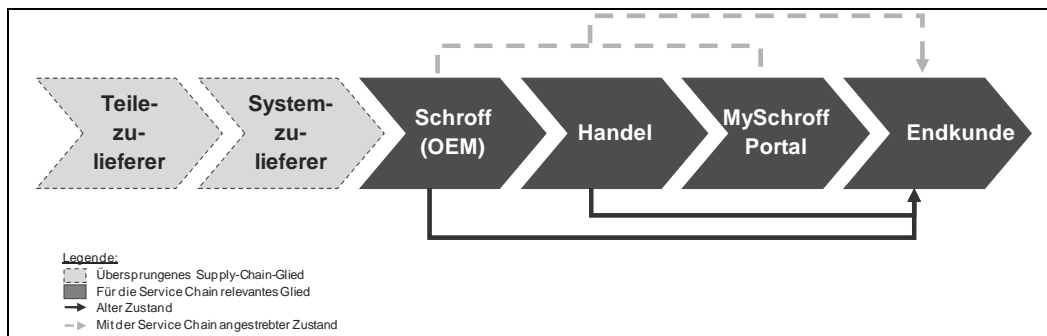 Teile-
zu-
lieferer
System-
zu-
lieferer
Schroff
(OEM)
Handel
MySchroff
Portal
Endkunde
Legende:
Übersprungenes Supply-Chain-Glied
Für die Service Chain relevantes Glied
Alter Zustand
Mit der Service Chain angestrebter Zustand